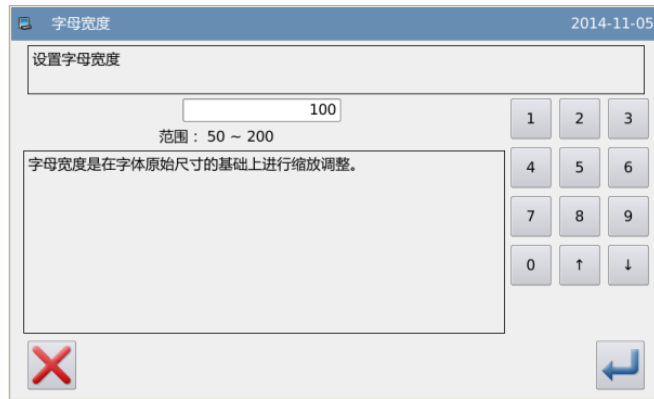 字母宽度 2014-11-05
设置字母宽度
100
范围：50 ~ 200
字母宽度是在字体原始尺寸的基础上进行缩放调整。
1 2 3
4 5 6
7 8 9
0 ↑ ↓